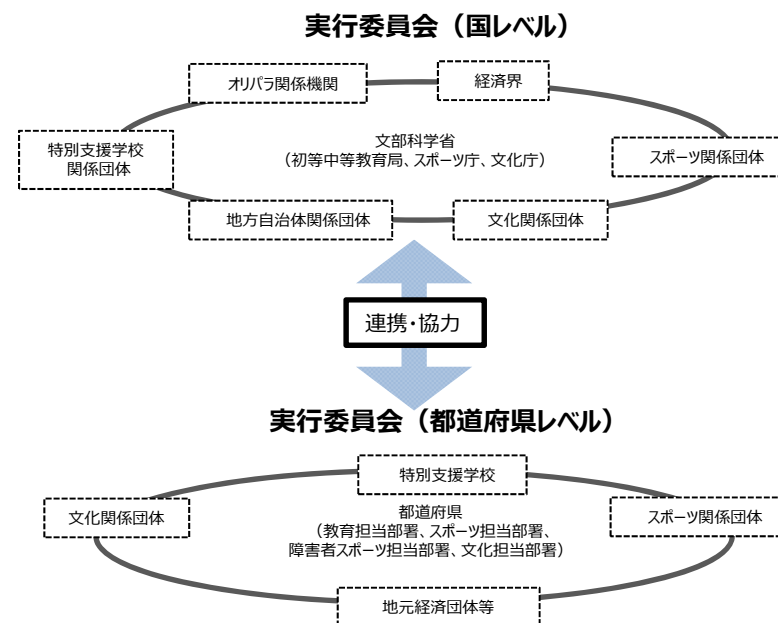 実行委員会（国レベル）
オリパラ関係機関
経済界
特別支援学校
関係団体
文部科学省
（初等中等教育局、スポーツ庁、文化庁）
スポーツ関係団体
地方自治体関係団体
文化関係団体
連携・協力
実行委員会（都道府県レベル）
特別支援学校
文化関係団体
都道府県
（教育担当部署、スポーツ担当部署、
障害者スポーツ担当部署、文化担当部署）
スポーツ関係団体
地元経済団体等